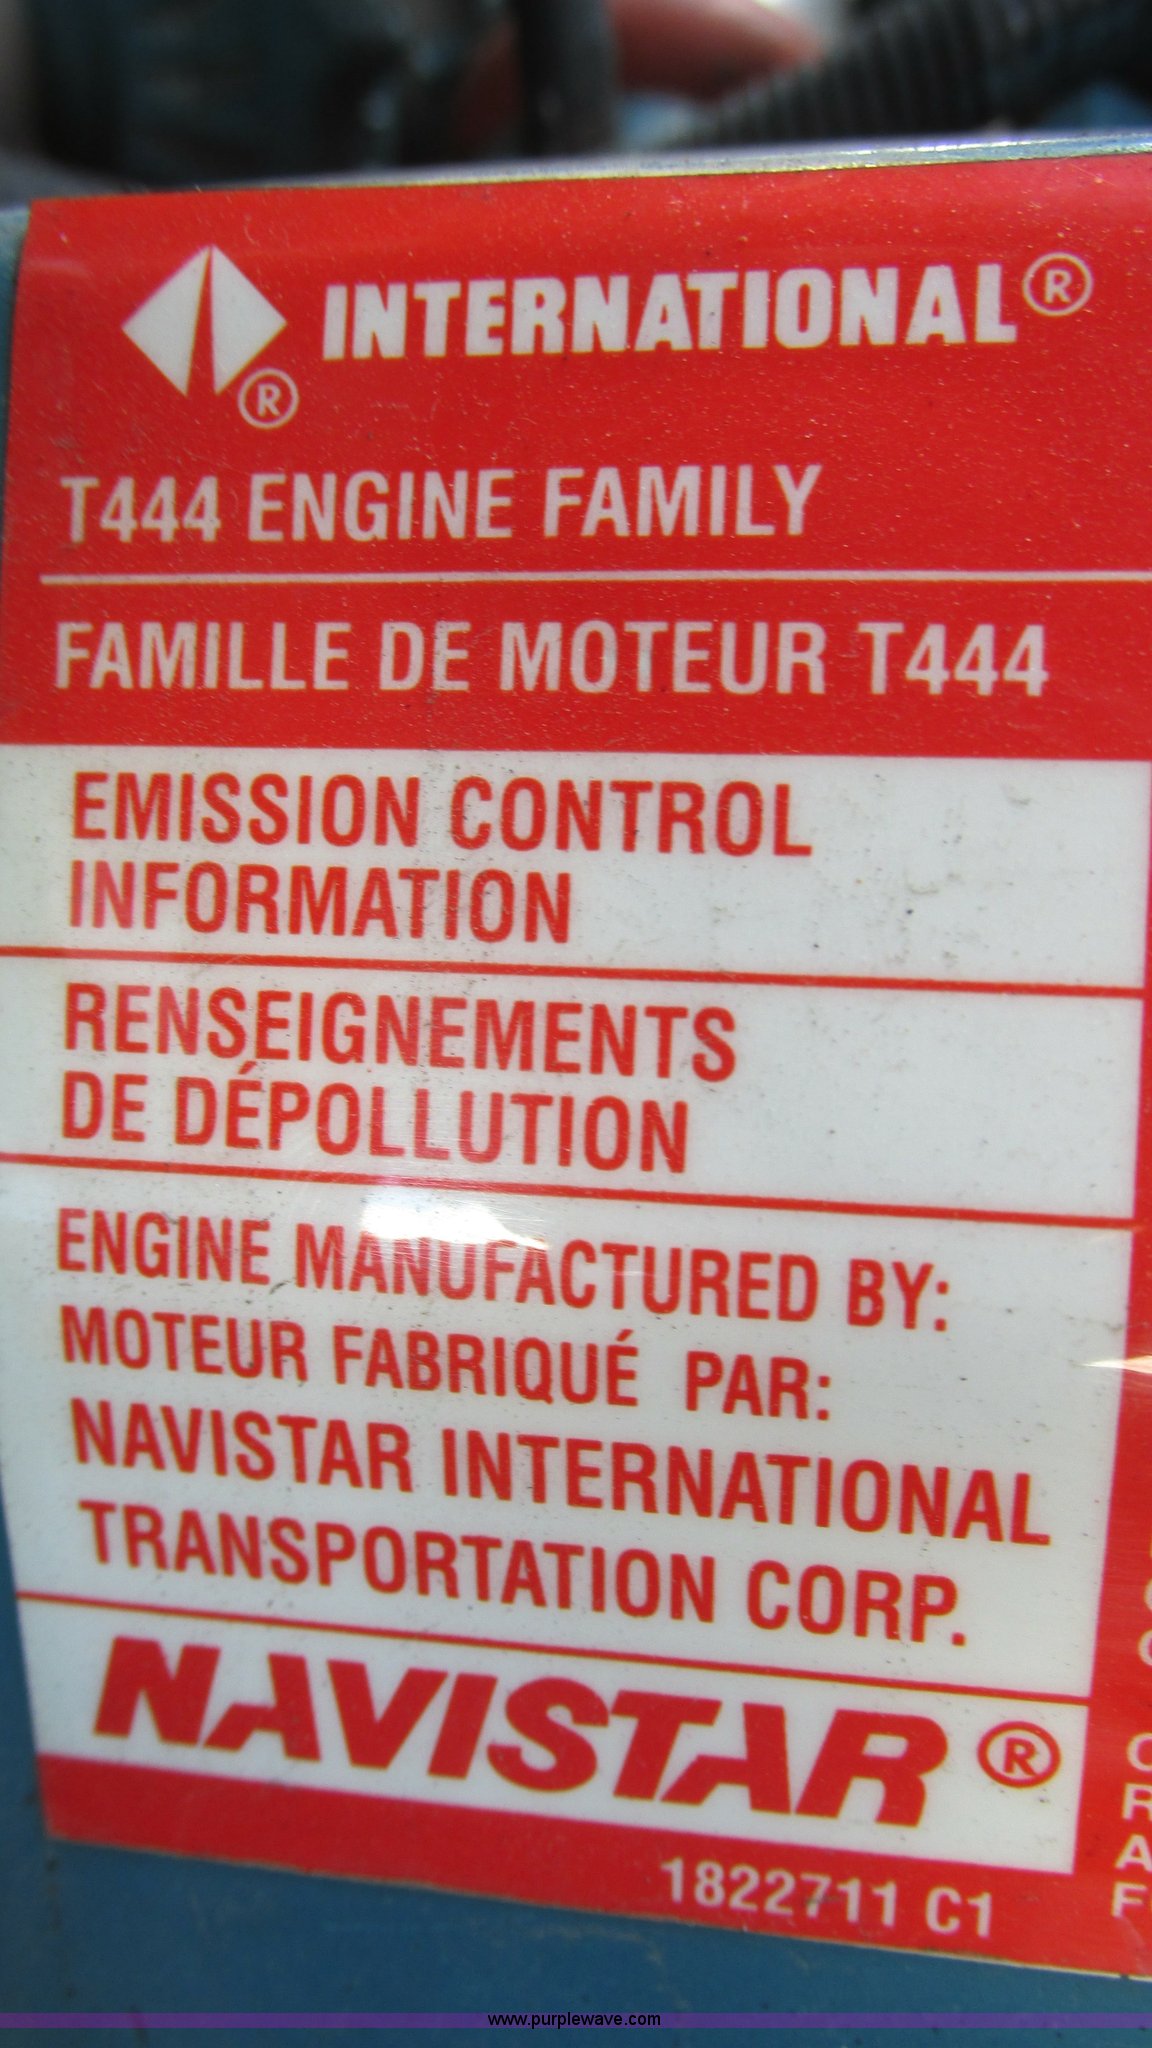 INTERNATIONAL®
®
T444 ENGINE FAMILY
FAMILLE DE MOTEUR T444
EMISSION CONTROL
INFORMATION
RENSEIGNEMENTS
DE DÉPOLLUTION
ENGINE MANUFACTURED BY:
MOTEUR FABRIQUÉ PAR:
NAVISTAR INTERNATIONAL
TRANSPORTATION CORP.
NAVISTAR®
1822711 C1
www.purplewave.com